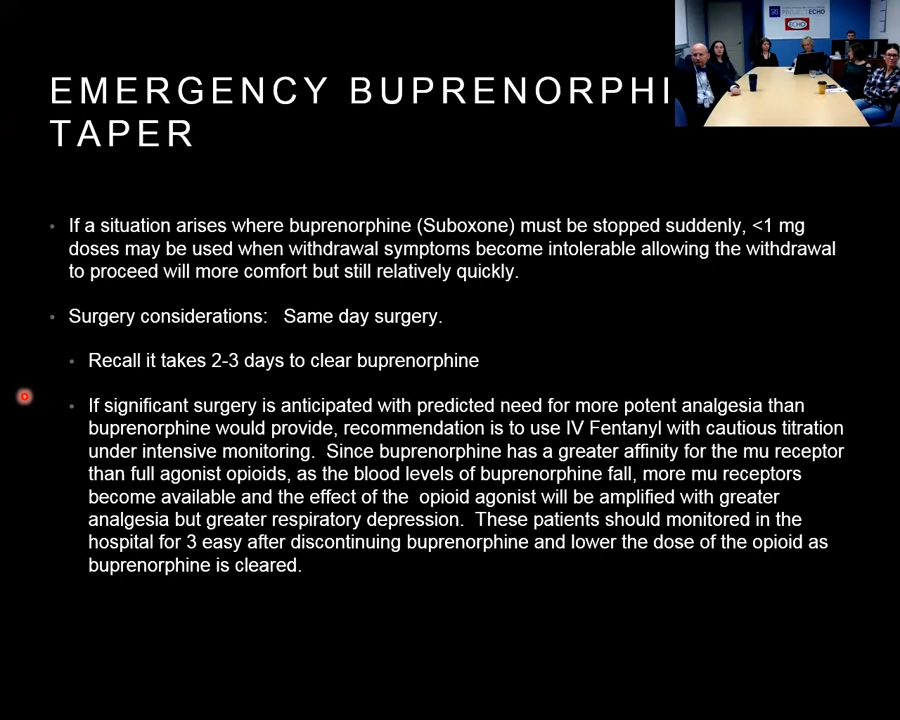 EMERGENCY BUPRENORPHI
TAPER
ECHO
ECHO
If a situation arises where buprenorphine (Suboxone) must be stopped suddenly, <1 mg
doses may be used when withdrawal symptoms become intolerable allowing the withdrawal
to proceed will more comfort but still relatively quickly.
Surgery considerations: Same day surgery.
Recall it takes 2-3 days to clear buprenorphine
If significant surgery is anticipated with predicted need for more potent analgesia than
buprenorphine would provide, recommendation is to use IV Fentanyl with cautious titration
under intensive monitoring. Since buprenorphine has a greater affinity for the mu receptor
than full agonist opioids, as the blood levels of buprenorphine fall, more mu receptors
become available and the effect of the opioid agonist will be amplified with greater
analgesia but greater respiratory depression. These patients should monitored in the
hospital for 3 easy after discontinuing buprenorphine and lower the dose of the opioid as
buprenorphine is cleared.